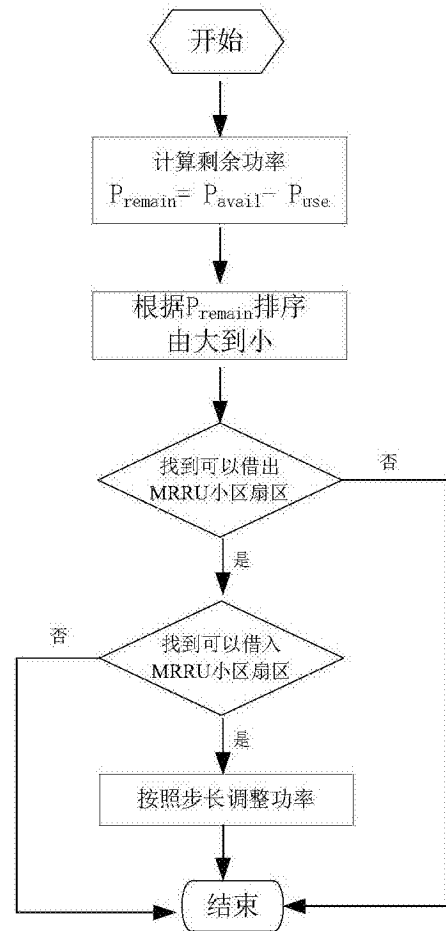 开始
计算剩余功率
Premain= Pavail- Puse
根据Premain排序
由大到小
找到可以借出
MRRU小区扇区
否
是
找到可以借入
MRRU小区扇区
否
是
按照步长调整功率
结束